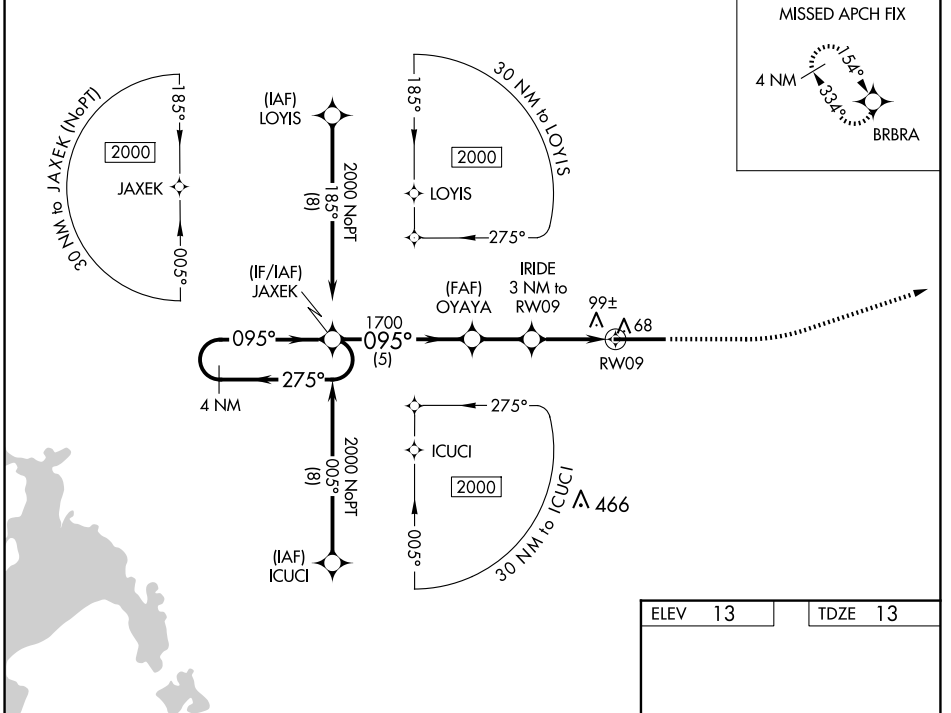 MISSED APCH FIX
4 NM
154°
334°
BRBRA
30 NM to JAXEK (NoPT)
185°
2000
JAXEK
005°
(IAF)
LOYIS
2000 NoPT
185°
(8)
30 NM to LOYIS
185°
2000
LOYIS
275°
(IF/IAF)
JAXEK
095°
275°
4 NM
1700
095°
(5)
(FAF)
OYAYA
IRIDE
3 NM to
RW09
99±
68
RW09
2000 NoPT
005°
(8)
(IAF)
ICUCI
275°
ICUCI
2000
005°
30 NM to ICUCI
466
ELEV 13
TDZE 13